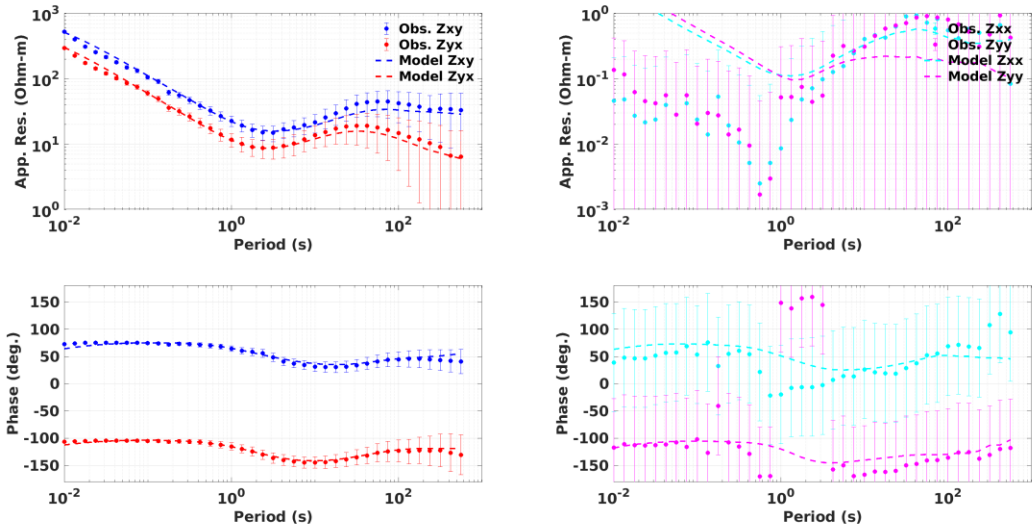 10^3
10^2
10^1
10^0
App. Res. (Ohm-m)
Obs. Zxy
Obs. Zyx
Model Zxy
Model Zyx
10^-2
10^0
10^2
Period (s)
10^0
10^-1
10^-2
10^-3
App. Res. (Ohm-m)
Obs. Zxx
Obs. Zyy
Model Zxx
Model Zyy
10^-2
10^0
10^2
Period (s)
150
100
50
0
-50
-100
-150
Phase (deg.)
10^-2
10^0
10^2
Period (s)
150
100
50
0
-50
-100
-150
Phase (deg.)
10^-2
10^0
10^2
Period (s)